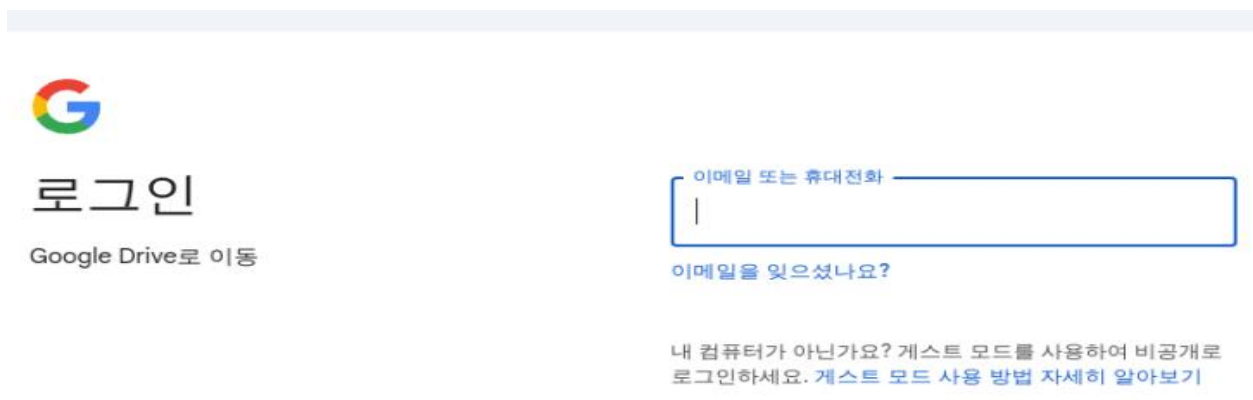 로그인
Google Drive로 이동
이메일 또는 휴대전화
이메일을 잊으셨나요?
내 컴퓨터가 아닌가요? 게스트 모드를 사용하여 비공개로
로그인하세요. 게스트 모드 사용 방법 자세히 알아보기